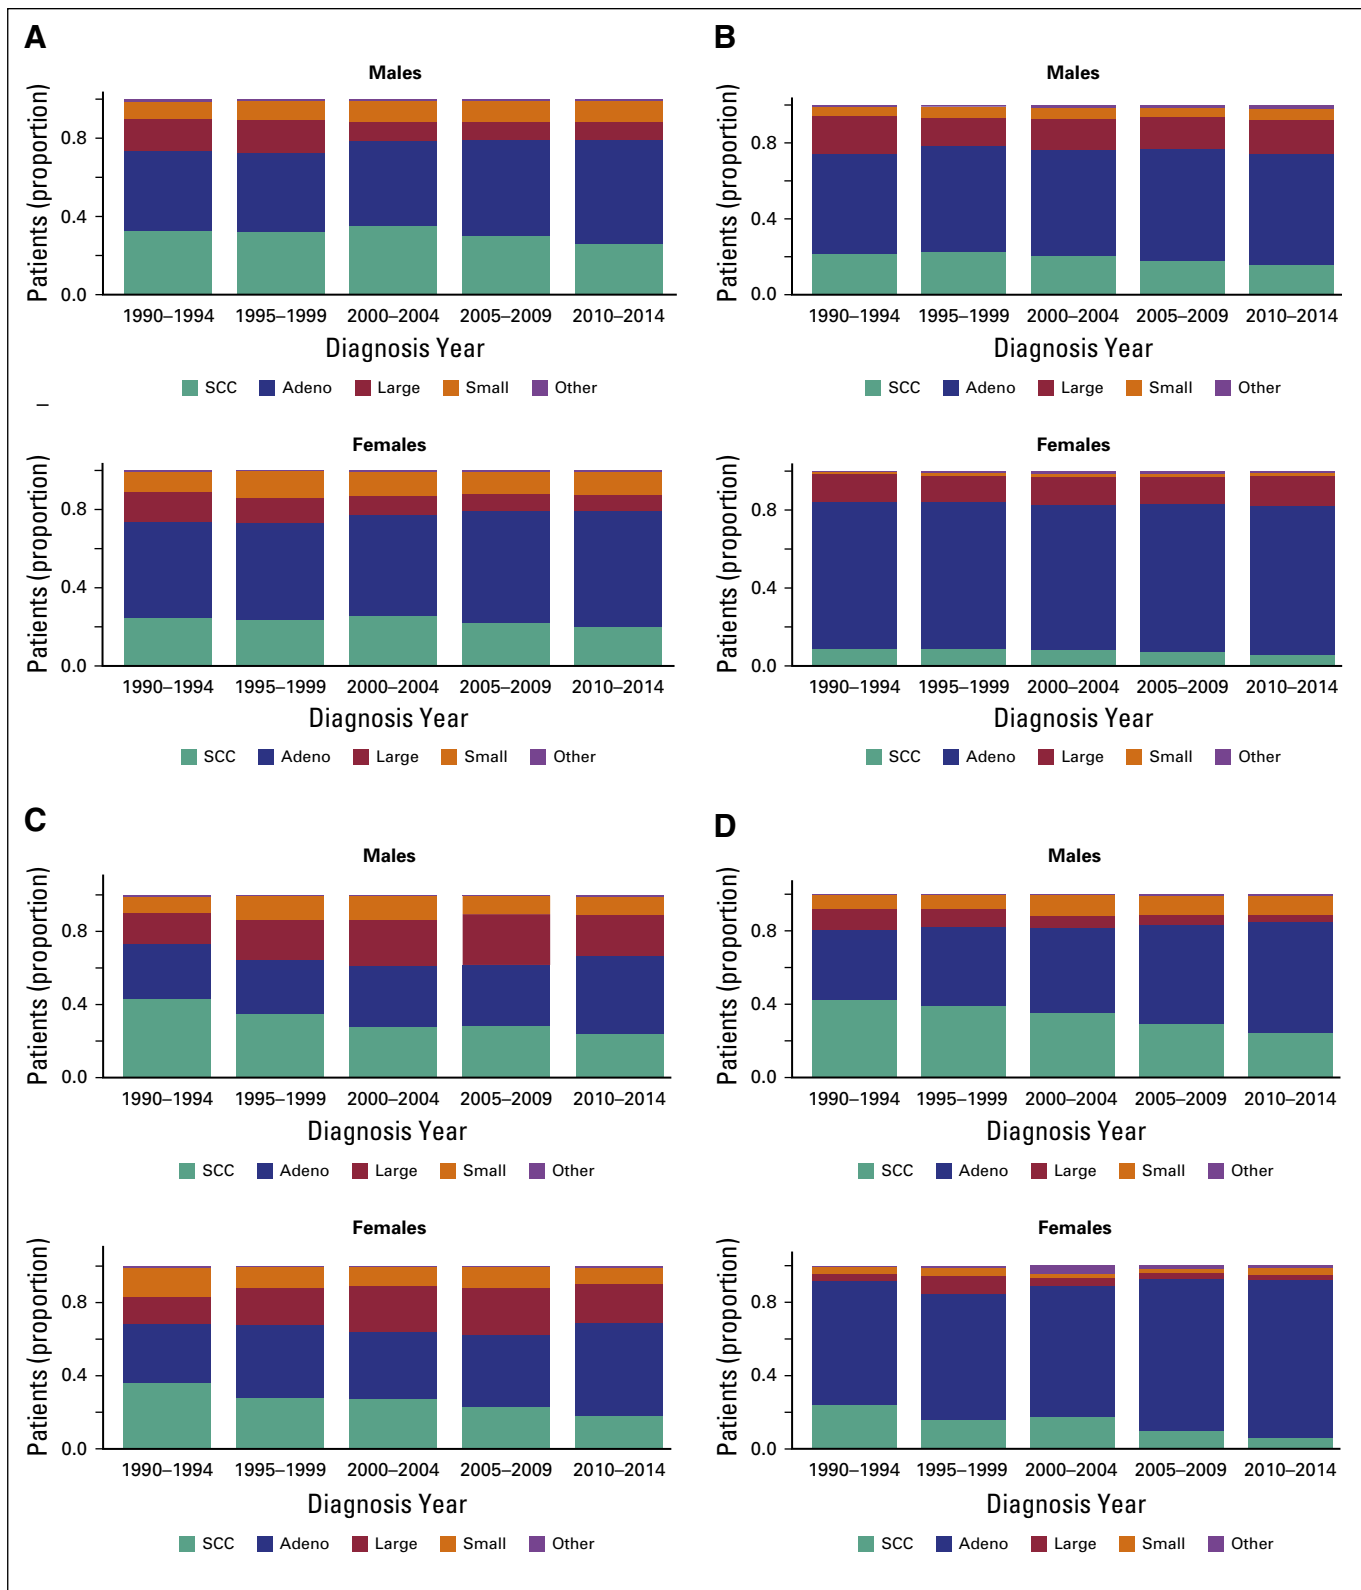 A
Males
Patients (proportion)
0.8
0.4
0.0
1990–1994 1995–1999 2000–2004 2005–2009 2010–2014
Diagnosis Year
SCC Adeno Large Small Other
–
Females
Patients (proportion)
0.8
0.4
0.0
1990–1994 1995–1999 2000–2004 2005–2009 2010–2014
Diagnosis Year
SCC Adeno Large Small Other
B
Males
Patients (proportion)
0.8
0.4
0.0
1990–1994 1995–1999 2000–2004 2005–2009 2010–2014
Diagnosis Year
SCC Adeno Large Small Other
Females
Patients (proportion)
0.8
0.4
0.0
1990–1994 1995–1999 2000–2004 2005–2009 2010–2014
Diagnosis Year
SCC Adeno Large Small Other
C
Males
Patients (proportion)
0.8
0.4
0.0
1990–1994 1995–1999 2000–2004 2005–2009 2010–2014
Diagnosis Year
SCC Adeno Large Small Other
Females
Patients (proportion)
0.8
0.4
0.0
1990–1994 1995–1999 2000–2004 2005–2009 2010–2014
Diagnosis Year
SCC Adeno Large Small Other
D
Males
Patients (proportion)
0.8
0.4
0.0
1990–1994 1995–1999 2000–2004 2005–2009 2010–2014
Diagnosis Year
SCC Adeno Large Small Other
Females
Patients (proportion)
0.8
0.4
0.0
1990–1994 1995–1999 2000–2004 2005–2009 2010–2014
Diagnosis Year
SCC Adeno Large Small Other